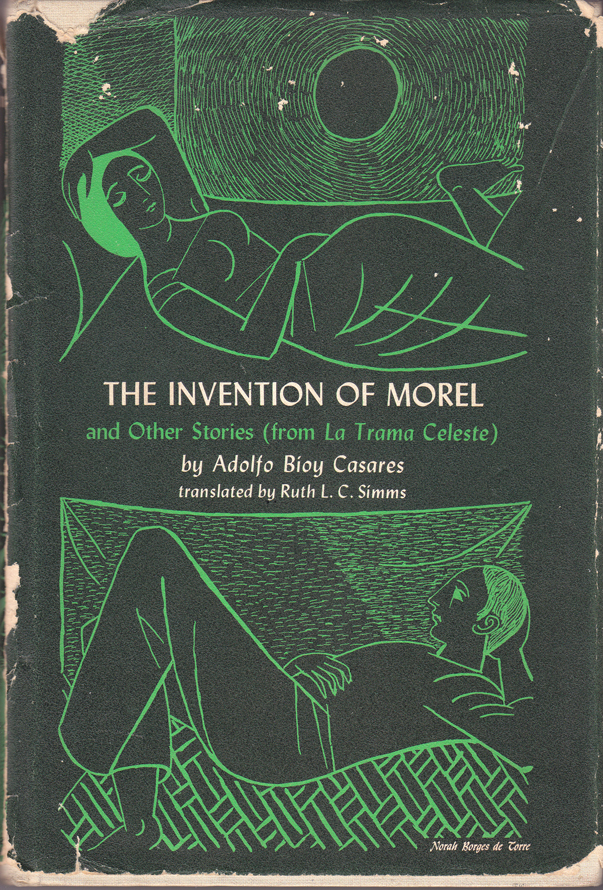 THE INVENTION OF MOREL
and Other Stories (from La Trama Celeste)
by Adolfo Bioy Casares
translated by Ruth L. C. Simms
Norah Borges de Torre